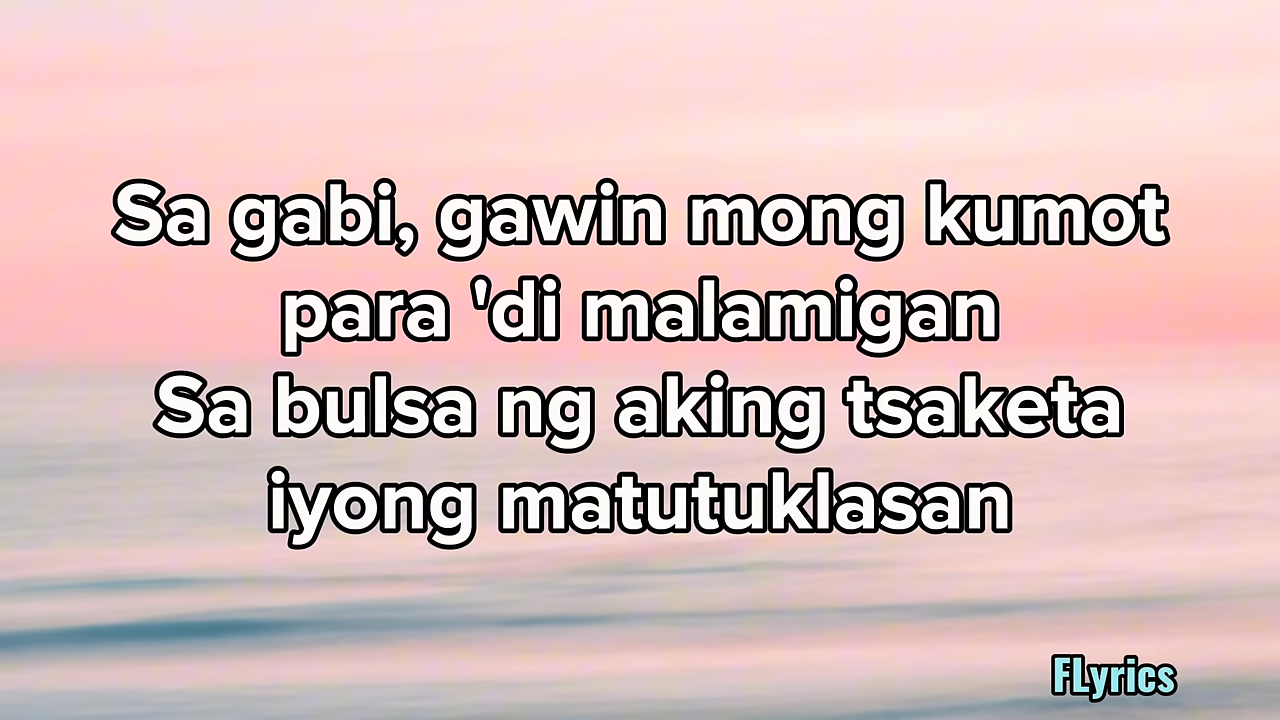 Sa gabi, gawin mong kumot
para 'di malamigan
Sa bulsa ng aking tsaketa
iyong matutuklasan
FLyrics